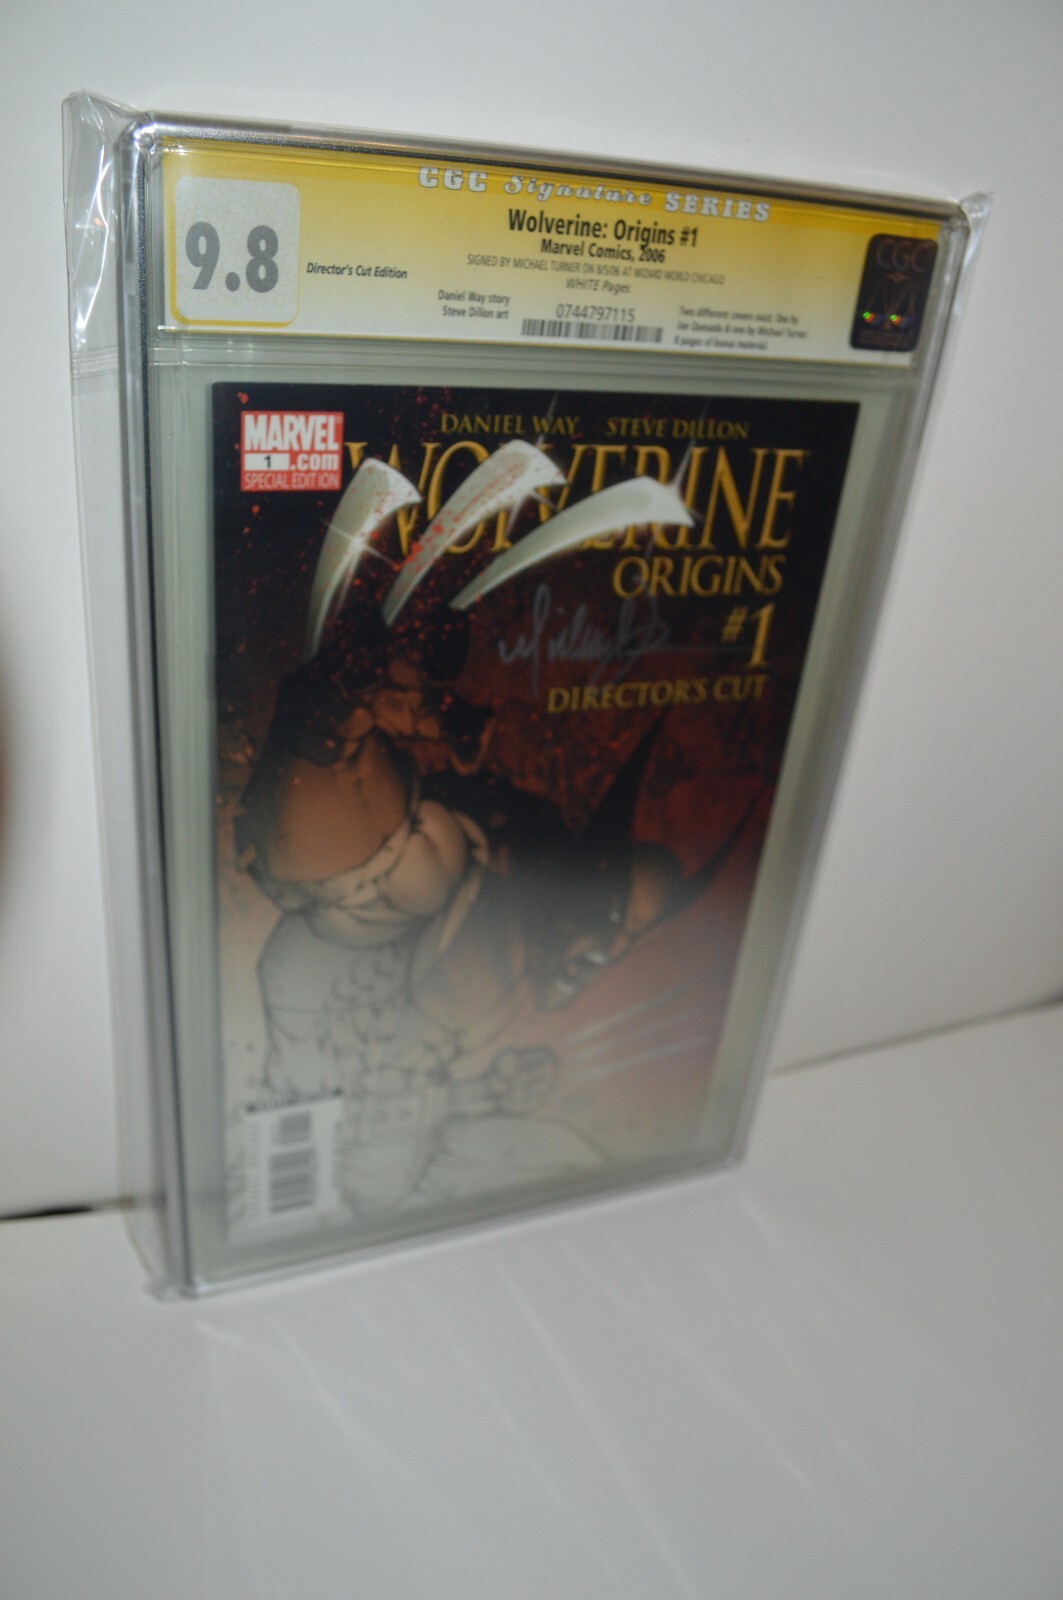 CGC Signature SERIES
9.8
Wolverine: Origins #1
Marvel Comics, 2006
SIGNED BY MICHAEL TURNER ON 8/5/06 AT WIZARD WORLD CHICAGO
WHITE Pages
Director's Cut Edition
Daniel Way story
Steve Dillon art
0744797115
Two different covers exist. One by
Joe Quesada & one by Michael Turner.
8 pages of bonus material.
CGC
MARVEL
1 .com
SPECIAL EDITION
DANIEL WAY STEVE DILLON
WOLVERINE
ORIGINS
#1
DIRECTOR'S CUT